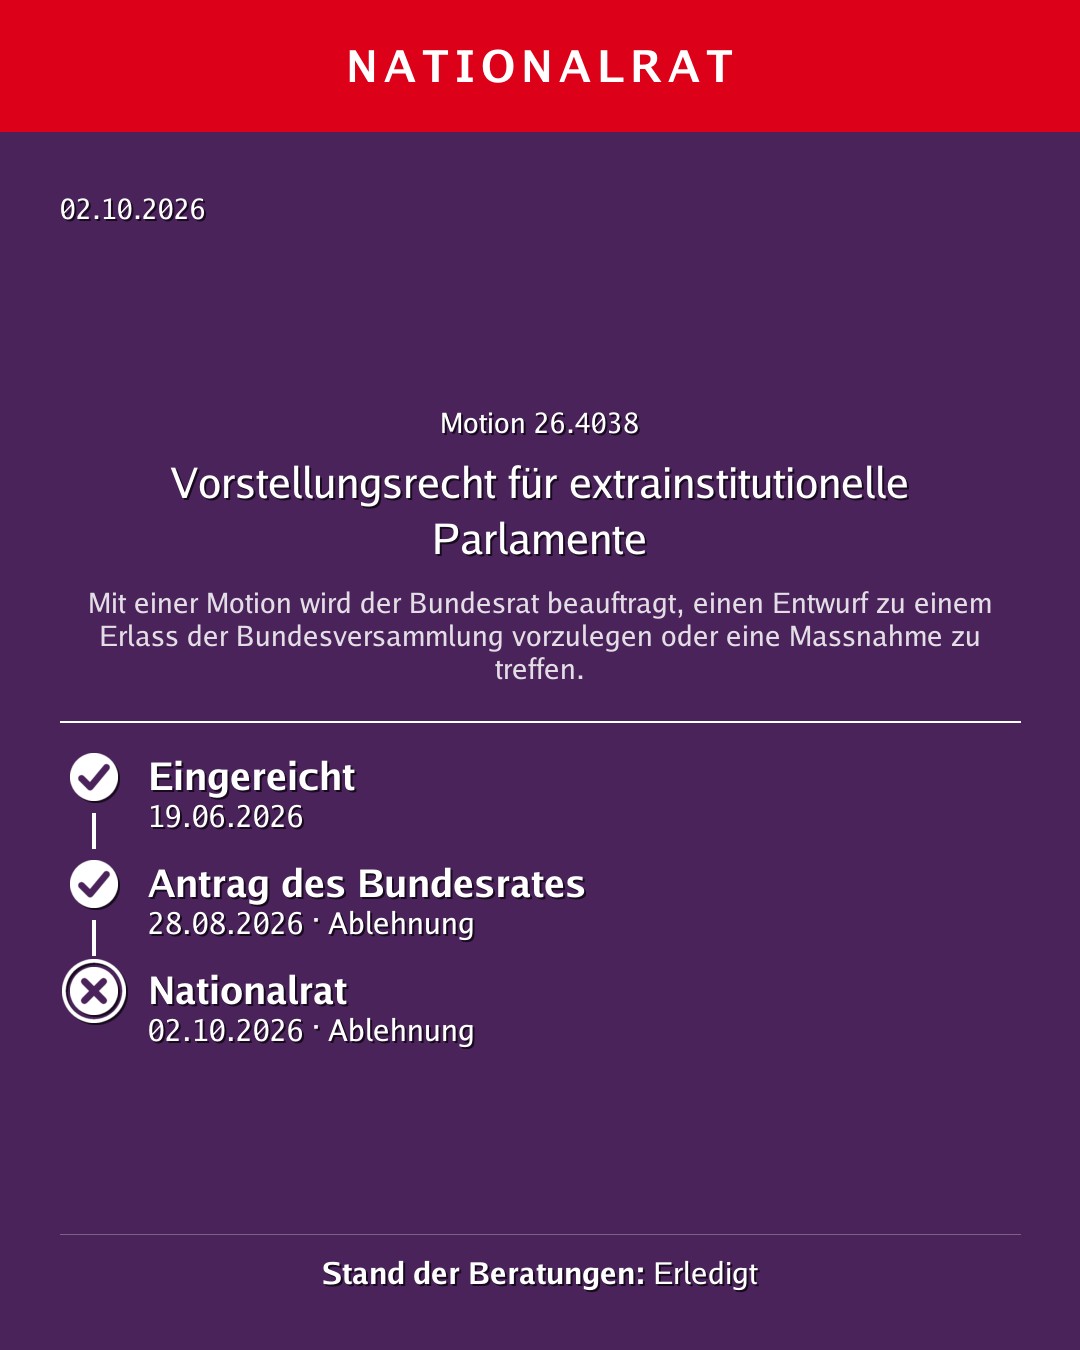 NATIONALRAT
02.10.2026
Motion 26.4038
Vorstellungsrecht für extrainstitutionelle
Parlamente
Mit einer Motion wird der Bundesrat beauftragt, einen Entwurf zu einem
Erlass der Bundesversammlung vorzulegen oder eine Massnahme zu
treffen.
Eingereicht
19.06.2026
Antrag des Bundesrates
28.08.2026 · Ablehnung
Nationalrat
02.10.2026 · Ablehnung
Stand der Beratungen: Erledigt